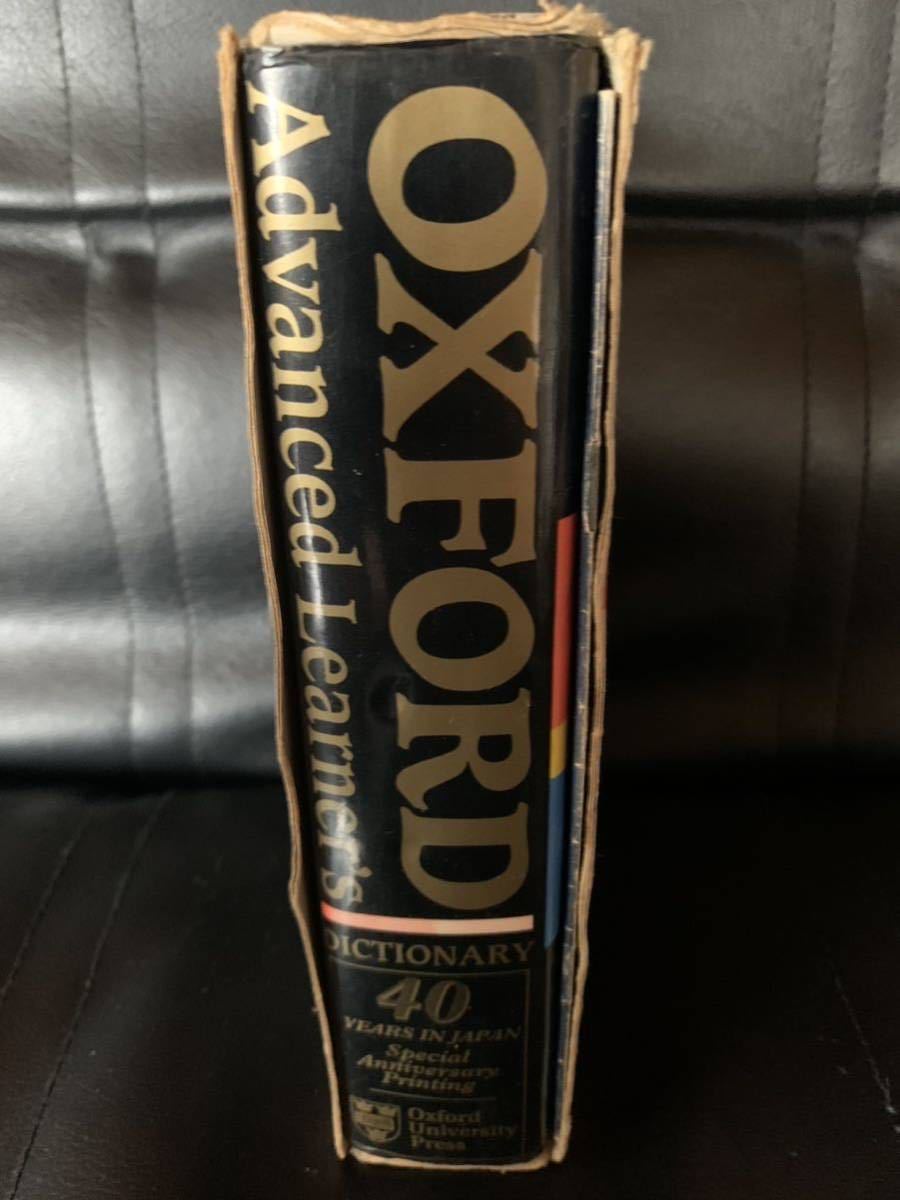 OXFORD
Advanced Learner's
DICTIONARY
40
YEARS IN JAPAN
Special
Anniversary
Printing
Oxford
University
Press